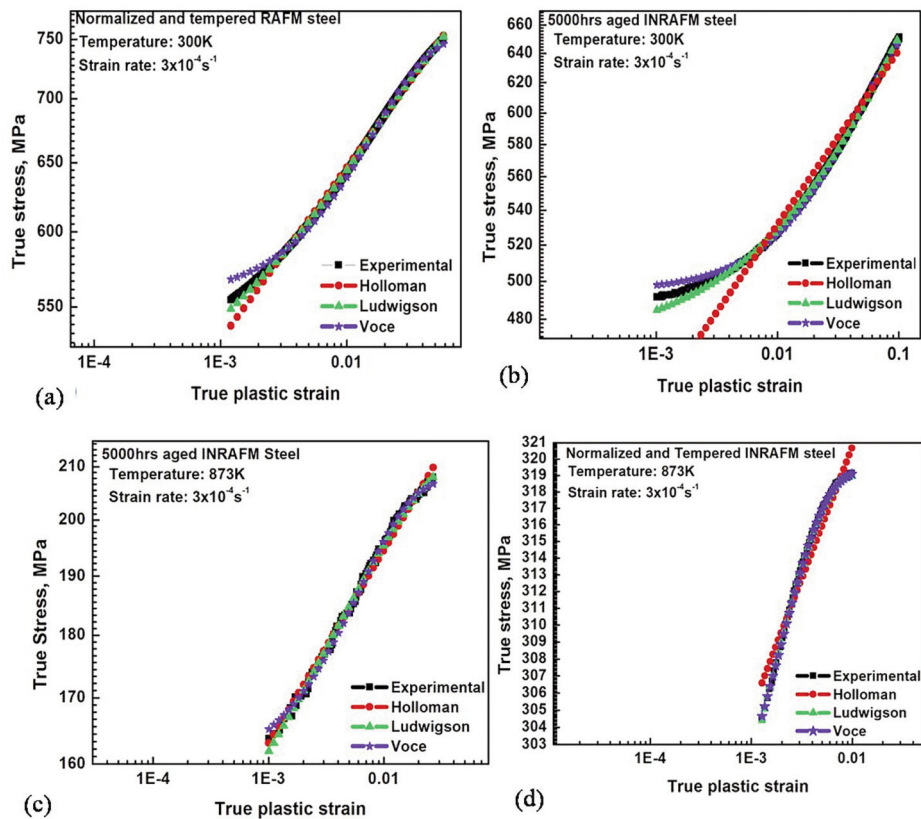 Normalized and tempered RAFM steel
Temperature: 300K
Strain rate: 3x10-4s-1
750
700
650
600
550
True stress, MPa
Experimental
Holloman
Ludwigson
Voce
1E-4
1E-3
0.01
True plastic strain
(a)
5000hrs aged INRAFM steel
Temperature: 300K
Strain rate: 3x10-4s-1
660
640
620
600
580
560
540
520
500
480
True stress, MPa
Experimental
Holloman
Ludwigson
Voce
1E-4
1E-3
0.01
0.1
True plastic strain
(b)
5000hrs aged INRAFM Steel
Temperature: 873K
Strain rate: 3x10-4s-1
210
200
190
180
170
160
True Stress, MPa
Experimental
Holloman
Ludwigson
Voce
1E-4
1E-3
0.01
True plastic strain
(c)
Normalized and Tempered INRAFM steel
Temperature: 873K
Strain rate: 3x10-4s-1
321
320
319
318
317
316
315
314
313
312
311
310
309
308
307
306
305
304
303
True stress, MPa
Experimental
Holloman
Ludwigson
Voce
1E-4
1E-3
0.01
True plastic strain
(d)